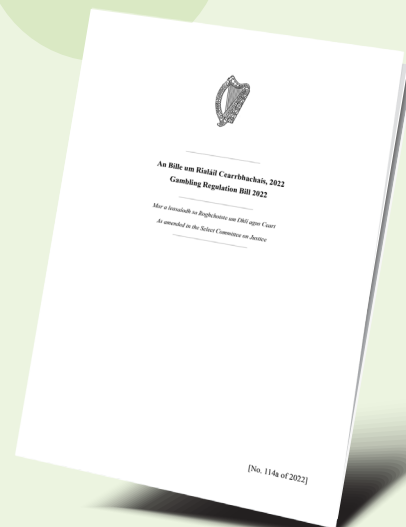 An Bille um Rialáil Cearrbhachais, 2022
Gambling Regulation Bill 2022
Mar a leasaíodh sa Roghchoiste um Dhlí agus Ceart
As amended in the Select Committee on Justice
[No. 114a of 2022]